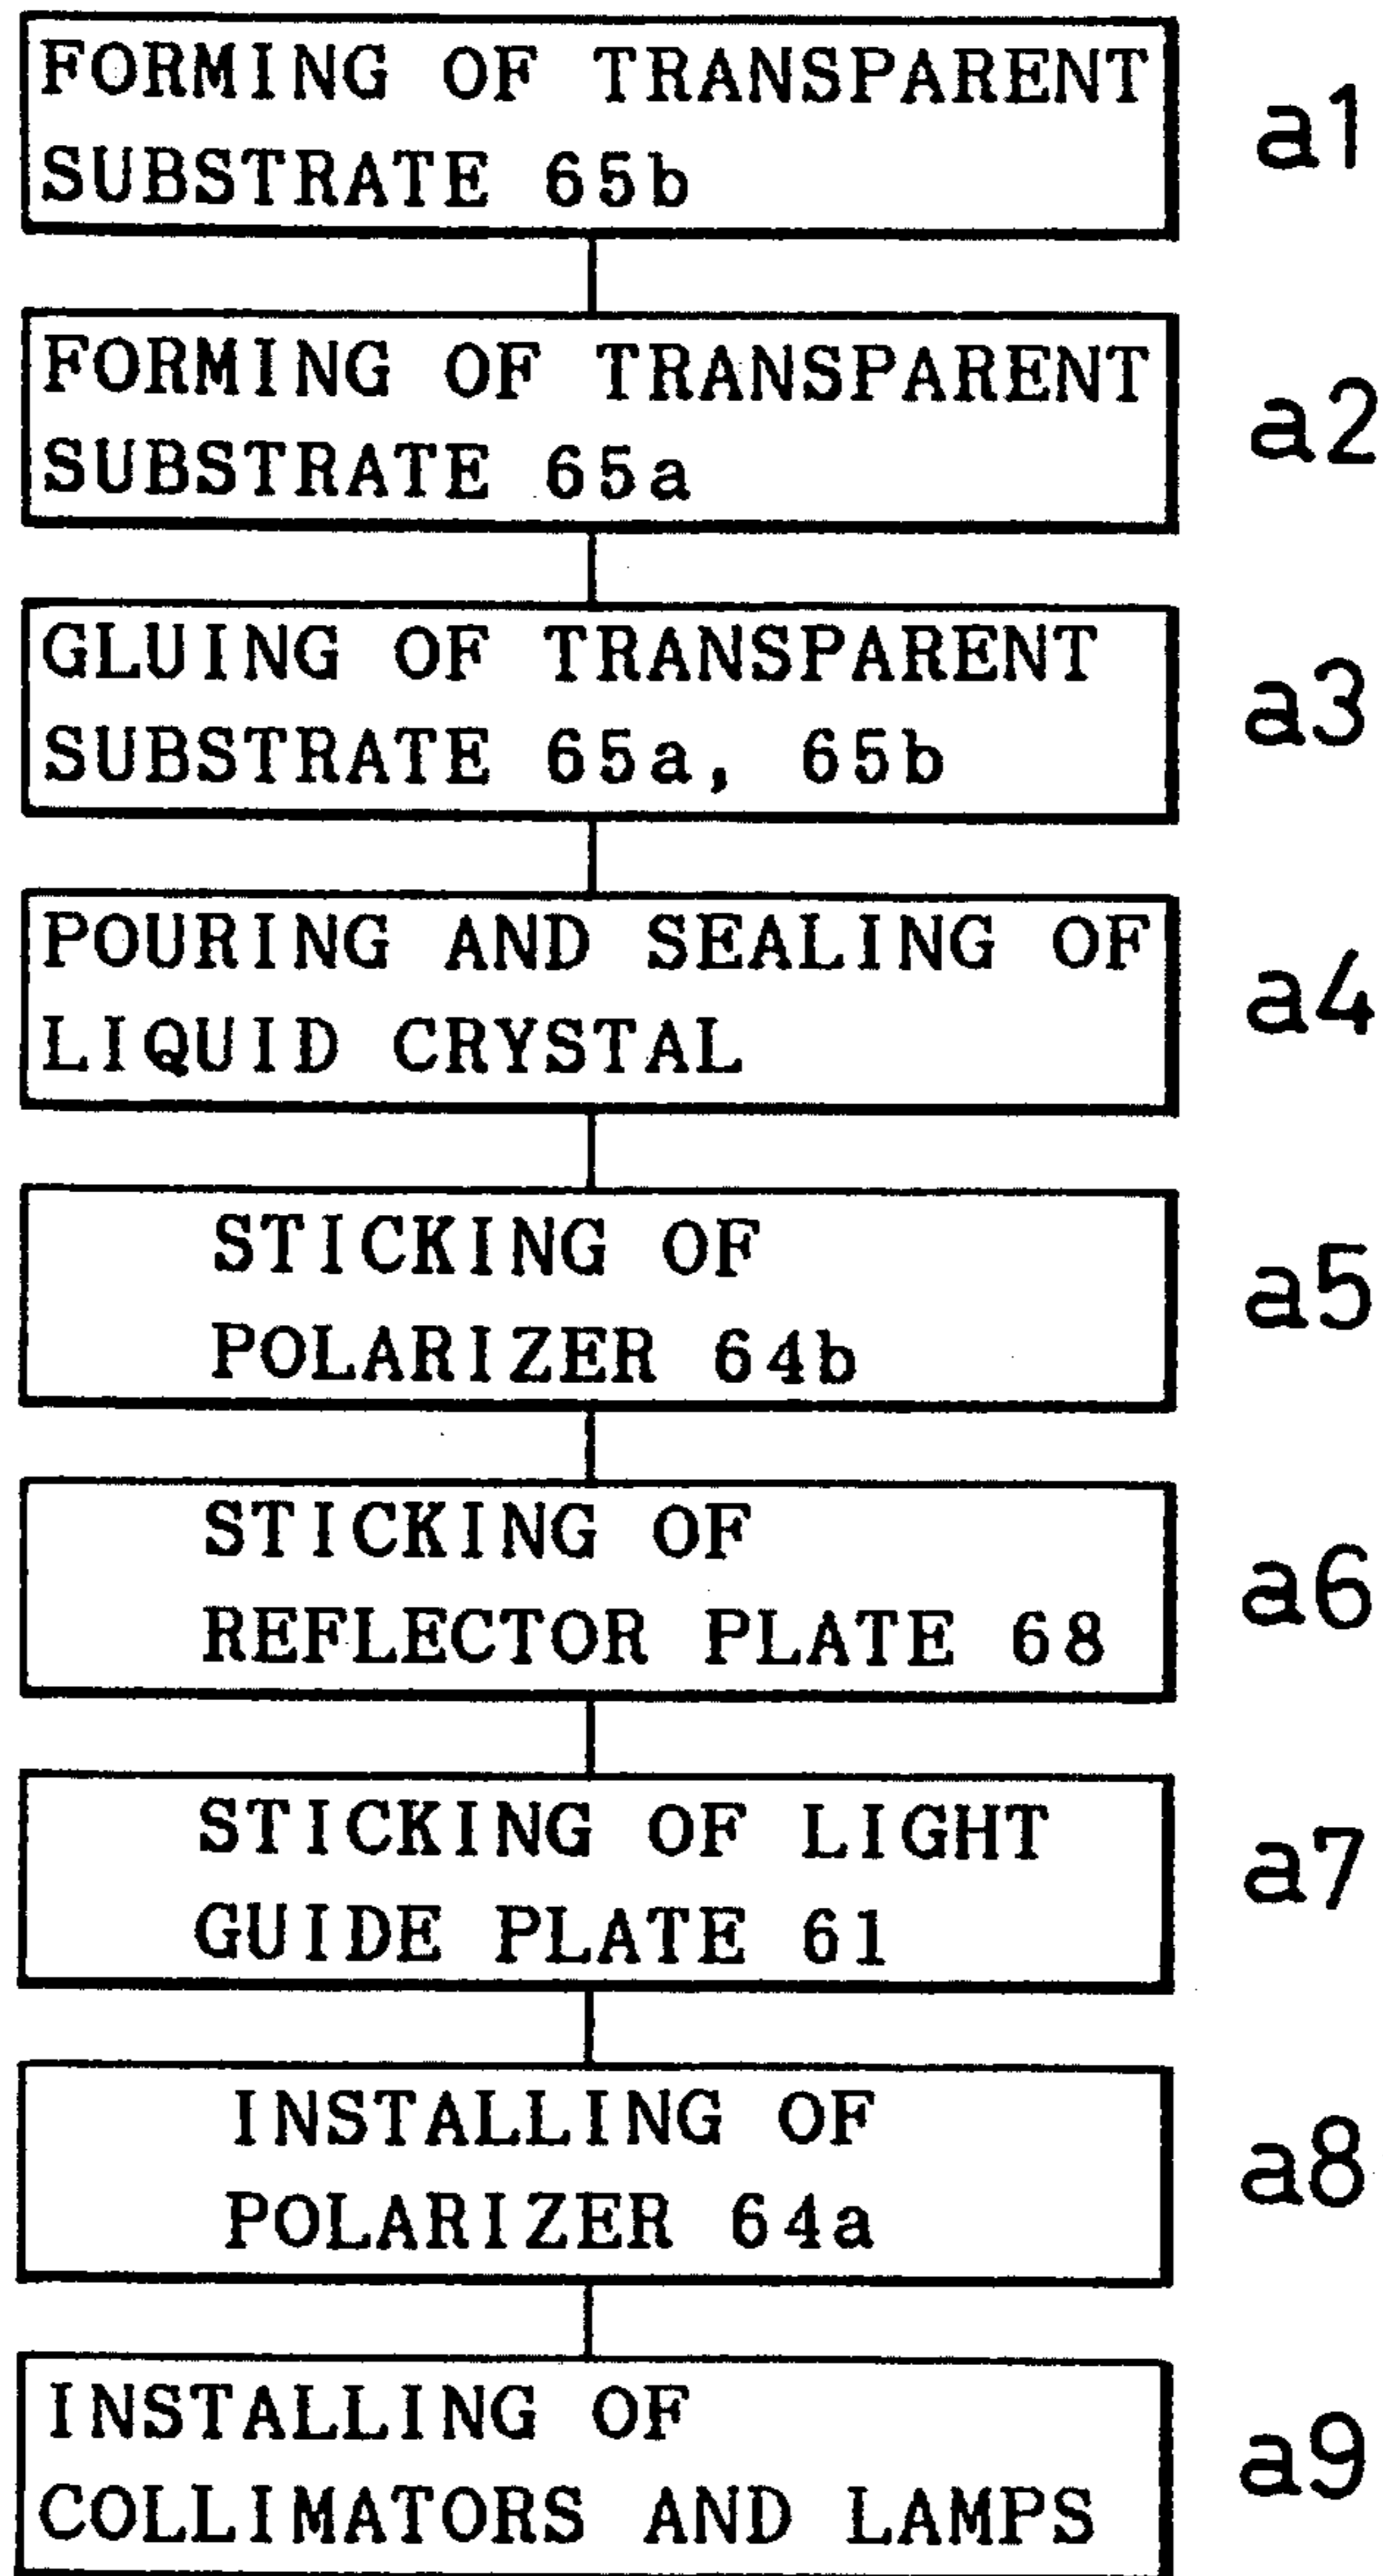 FORMING OF TRANSPARENT
SUBSTRATE 65b
a1
FORMING OF TRANSPARENT
SUBSTRATE 65a
a2
GLUING OF TRANSPARENT
SUBSTRATE 65a, 65b
a3
POURING AND SEALING OF
LIQUID CRYSTAL
a4
STICKING OF
POLARIZER 64b
a5
STICKING OF
REFLECTOR PLATE 68
a6
STICKING OF LIGHT
GUIDE PLATE 61
a7
INSTALLING OF
POLARIZER 64a
a8
INSTALLING OF
COLLIMATORS AND LAMPS
a9